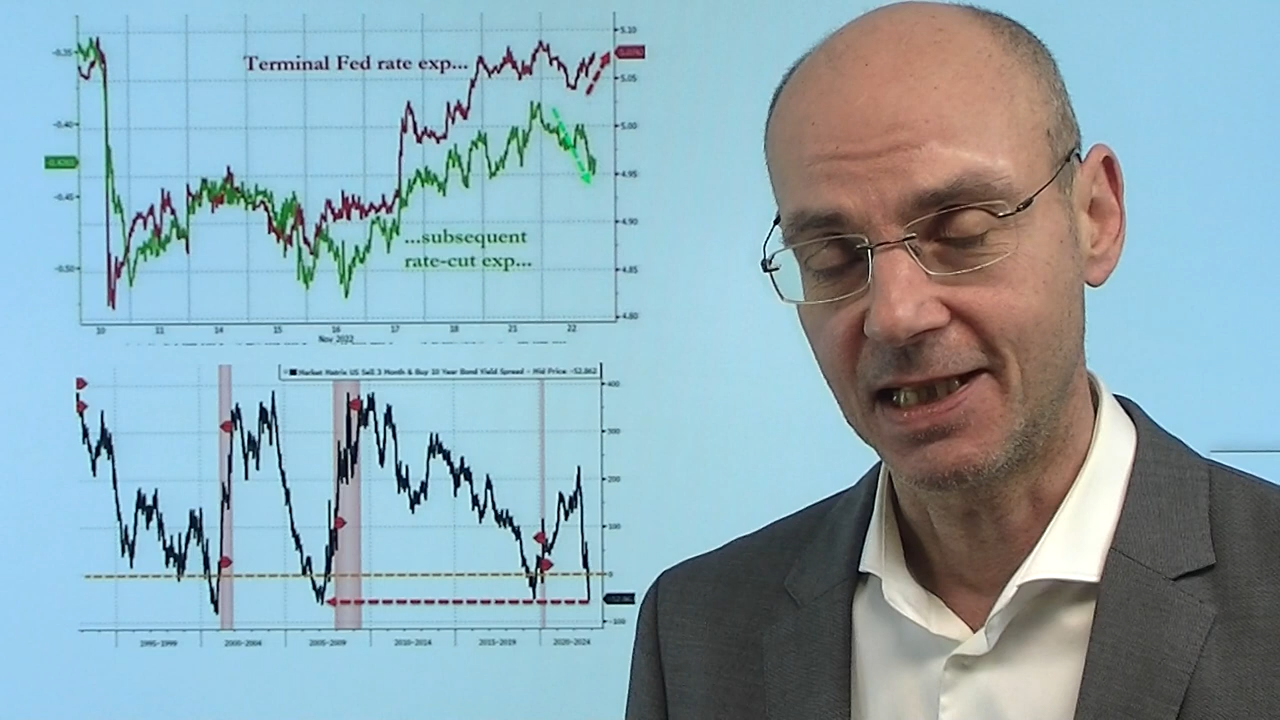 Terminal Fed rate exp...
...subsequent
rate-cut exp...
-0.35
-0.40
-0.45
-0.50
5.10
5.05
5.00
4.95
4.90
4.85
4.80
10 11 14 15 16 17 18 21 22
Nov 2022
Market Matrix US Sell 3 Month & Buy 10 Year Bond Yield Spread - Mid Price -52.862
400
300
200
100
0
-100
1995-1999 2000-2004 2005-2009 2010-2014 2015-2019 2020-2024